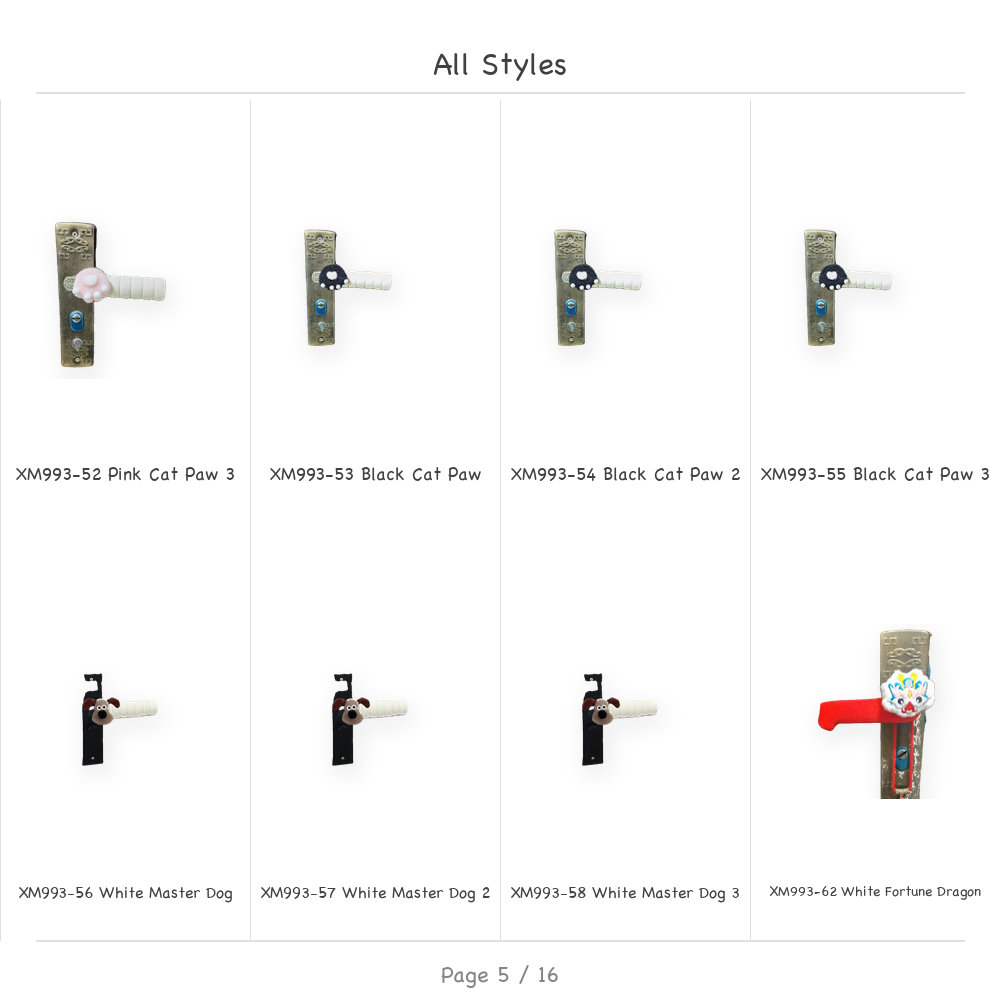 All Styles
XM993-52 Pink Cat Paw 3
XM993-53 Black Cat Paw
XM993-54 Black Cat Paw 2
XM993-55 Black Cat Paw 3
XM993-56 White Master Dog
XM993-57 White Master Dog 2
XM993-58 White Master Dog 3
XM993-62 White Fortune Dragon
Page 5 / 16